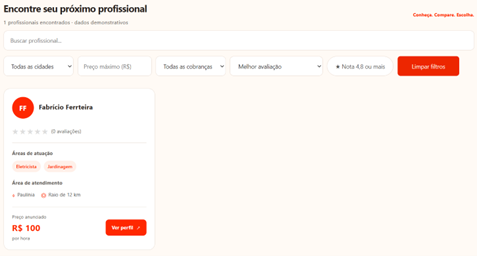 Encontre seu próximo profissional
1 profissionais encontrados · dados demonstrativos
Conheça. Compare. Escolha.
Buscar profissional...
Todas as cidades
Preço máximo (R$)
Todas as cobranças
Melhor avaliação
★ Nota 4,8 ou mais
Limpar filtros
FF
Fabrício Ferrteira
★★★★★ (0 avaliações)
Áreas de atuação
Eletricista
Jardinagem
Área de atendimento
Paulínia
Raio de 12 km
Preço anunciado
R$ 100
por hora
Ver perfil ↗